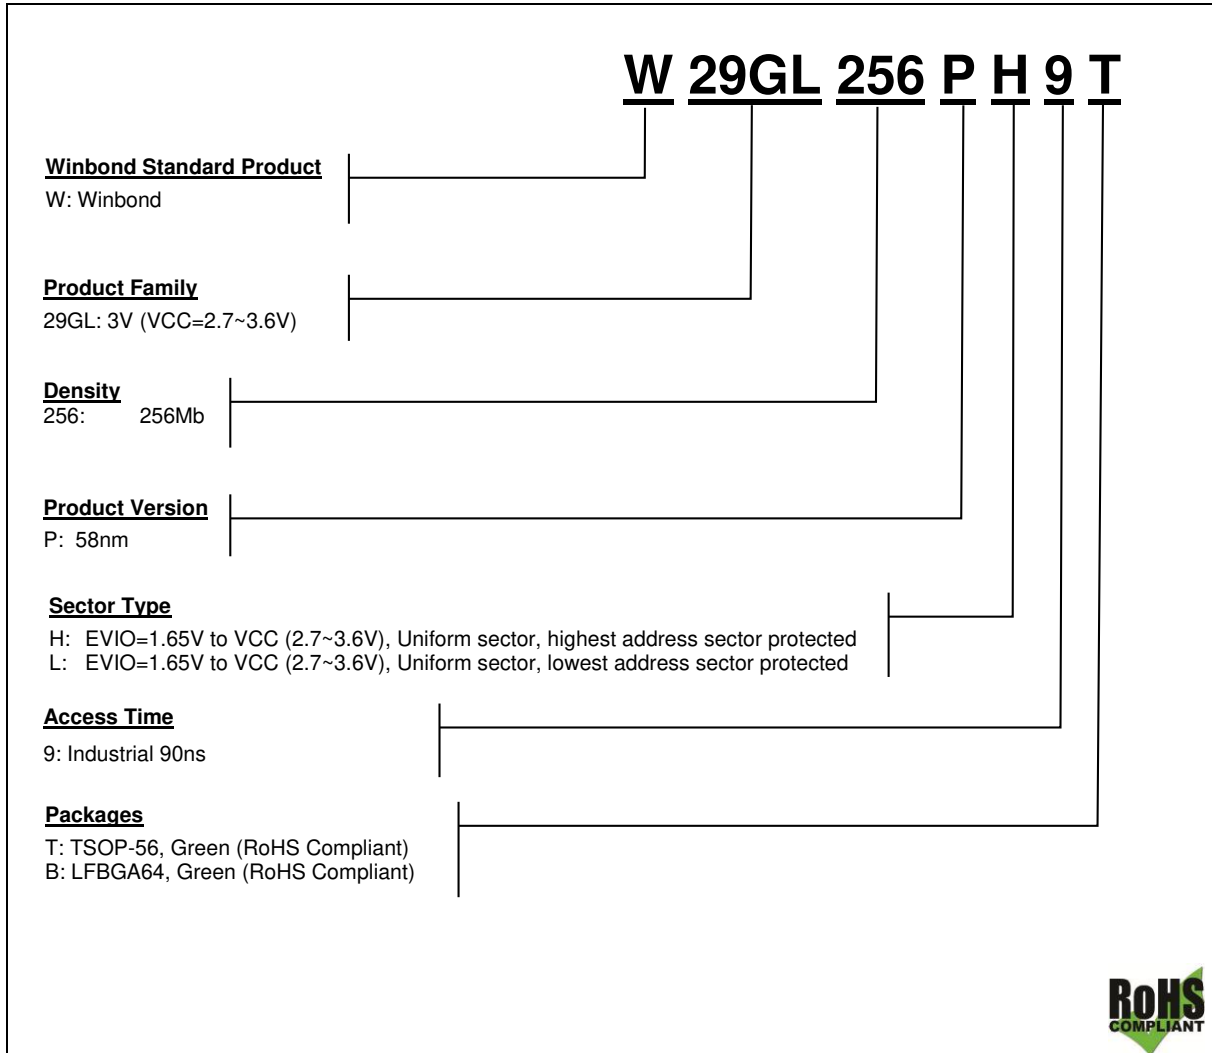 W 29GL 256 P H 9 T
Winbond Standard Product
W: Winbond
Product Family
29GL: 3V (VCC=2.7~3.6V)
Density
256: 256Mb
Product Version
P: 58nm
Sector Type
H: EVIO=1.65V to VCC (2.7~3.6V), Uniform sector, highest address sector protected
L: EVIO=1.65V to VCC (2.7~3.6V), Uniform sector, lowest address sector protected
Access Time
9: Industrial 90ns
Packages
T: TSOP-56, Green (RoHS Compliant)
B: LFBGA64, Green (RoHS Compliant)
RoHS
COMPLIANT